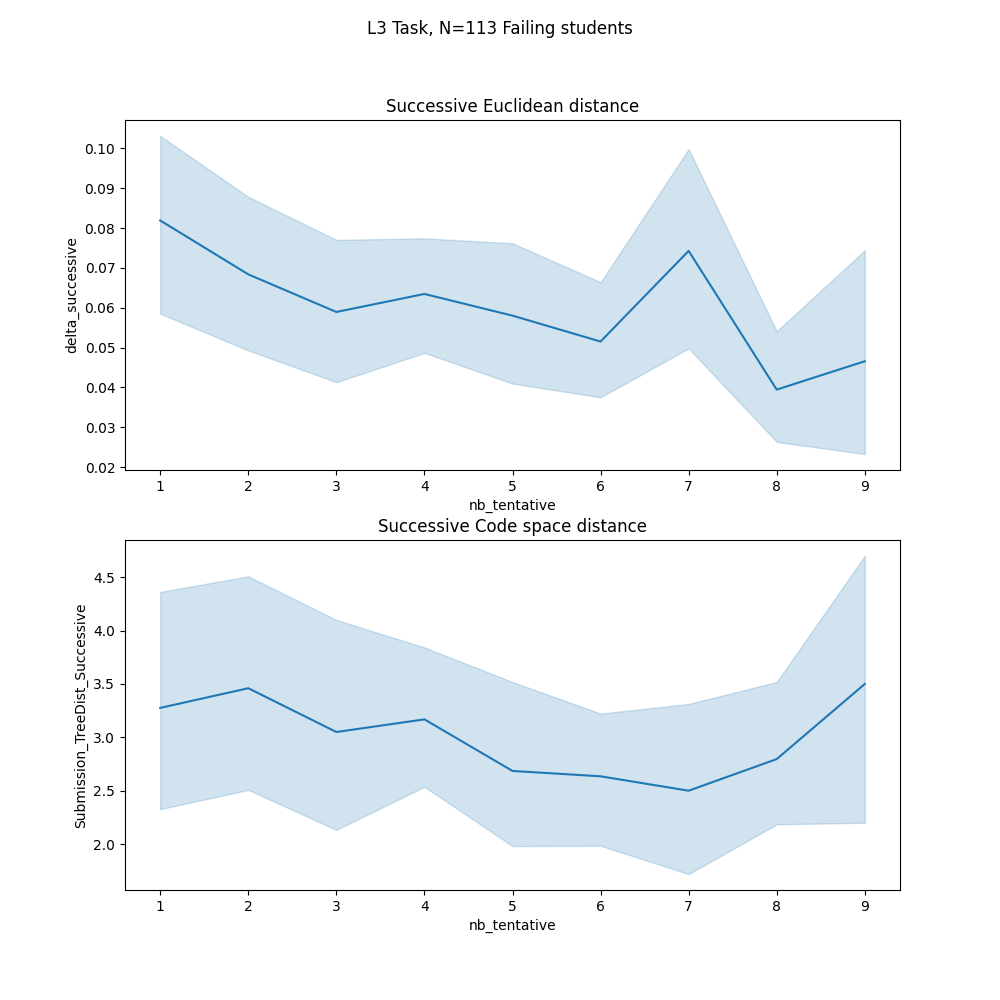 L3 Task, N=113 Failing students
Successive Euclidean distance
0.10
0.09
0.08
0.07
0.06
0.05
0.04
0.03
0.02
delta_successive
1 2 3 4 5 6 7 8 9
nb_tentative
Successive Code space distance
4.5
4.0
3.5
3.0
2.5
2.0
Submission_TreeDist_Successive
1 2 3 4 5 6 7 8 9
nb_tentative